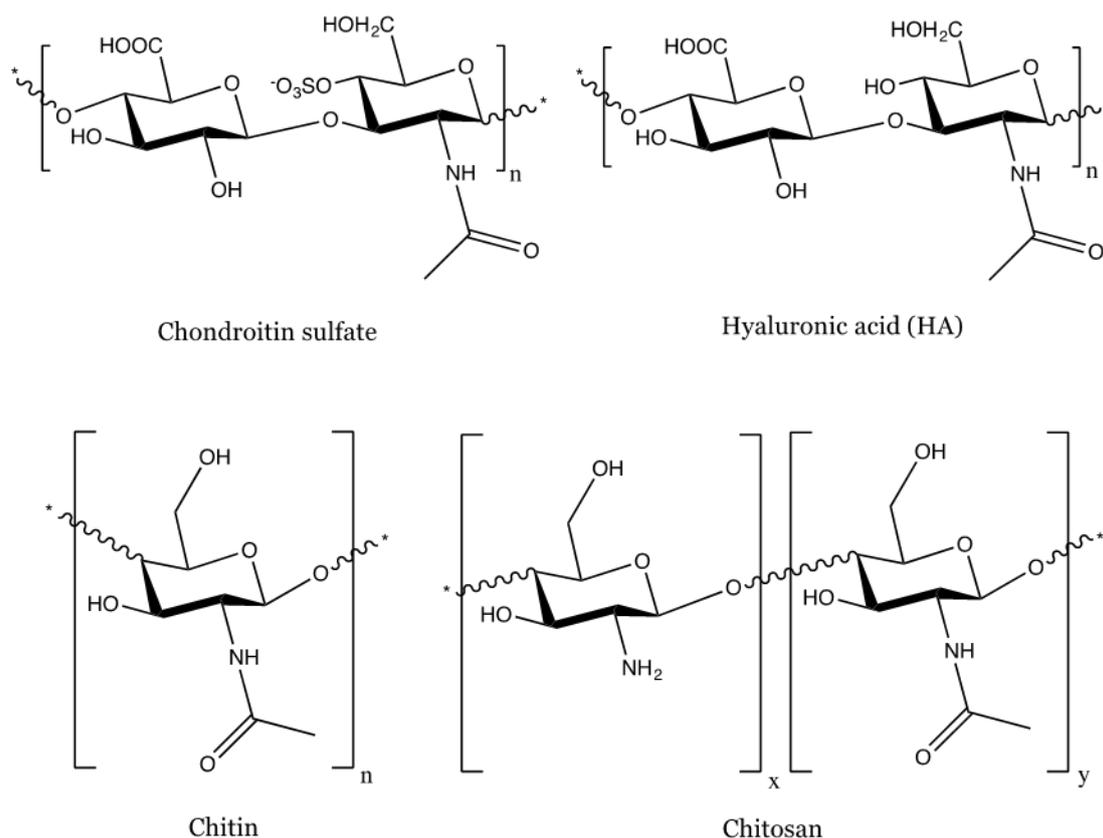 HOOC
HOH₂C
O
⁻O₃SO
O
*
O
HO
O
*
OH
NH
n
O
Chondroitin sulfate
HOOC
HOH₂C
O
HO
O
*
O
HO
O
*
OH
NH
n
O
Hyaluronic acid (HA)
OH
*
O
O
*
HO
NH
O
n
Chitin
OH
O
*
HO
O
NH₂
x
OH
O
O
*
HO
NH
O
y
Chitosan